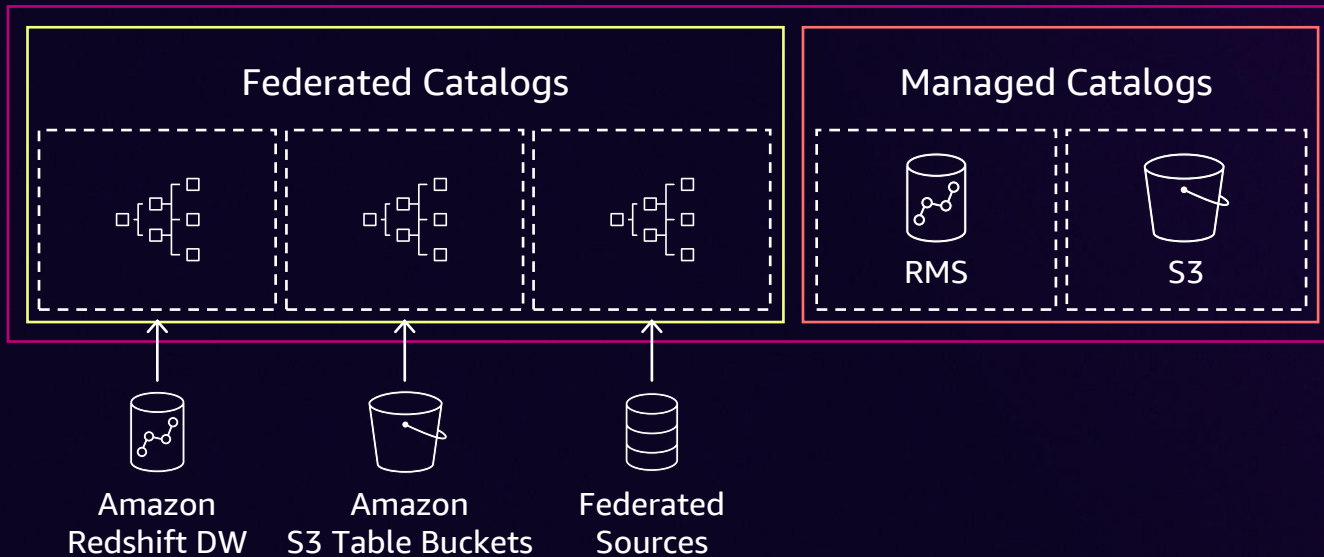 Federated Catalogs
Managed Catalogs
RMS
S3
Amazon
Redshift DW
Amazon
S3 Table Buckets
Federated
Sources